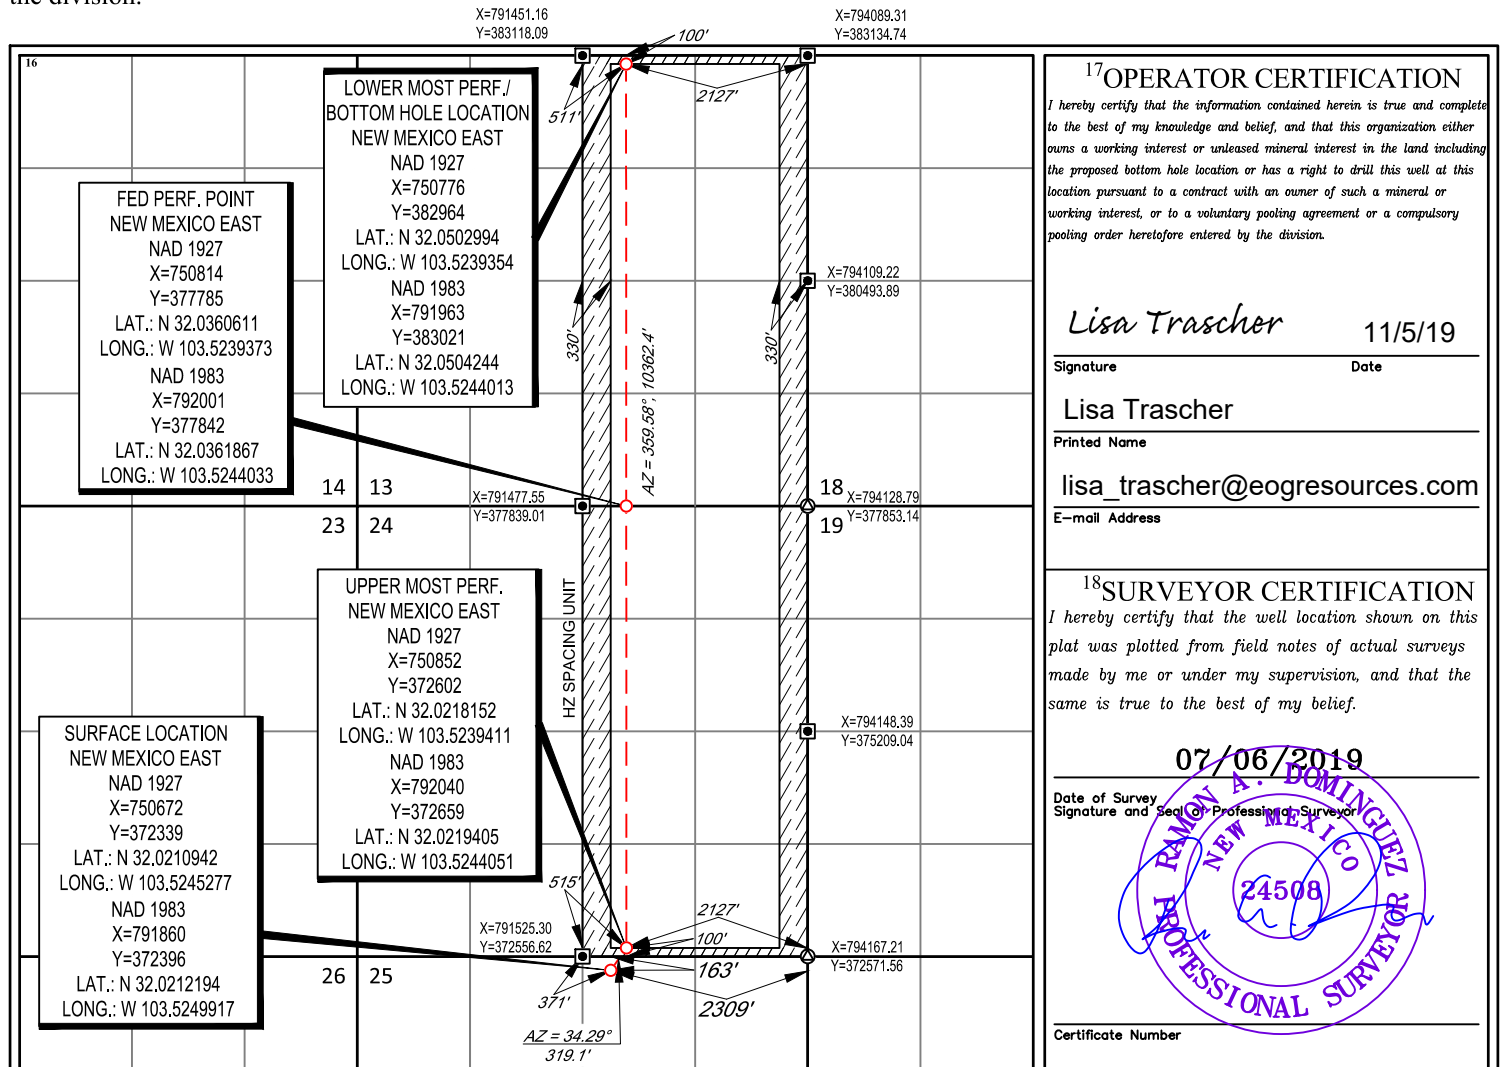 the division.
X=791451.16
Y=383118.09
X=794089.31
Y=383134.74
16
100'
2127'
511'
LOWER MOST PERF./
BOTTOM HOLE LOCATION
NEW MEXICO EAST
NAD 1927
X=750776
Y=382964
LAT.: N 32.0502994
LONG.: W 103.5239354
NAD 1983
X=791963
Y=383021
LAT.: N 32.0504244
LONG.: W 103.5244013
FED PERF. POINT
NEW MEXICO EAST
NAD 1927
X=750814
Y=377785
LAT.: N 32.0360611
LONG.: W 103.5239373
NAD 1983
X=792001
Y=377842
LAT.: N 32.0361867
LONG.: W 103.5244033
X=794109.22
Y=380493.89
330'
330'
AZ = 359.58°, 10362.4'
14 13
23 24
X=791477.55
Y=377839.01
18
19
X=794128.79
Y=377853.14
UPPER MOST PERF.
NEW MEXICO EAST
NAD 1927
X=750852
Y=372602
LAT.: N 32.0218152
LONG.: W 103.5239411
NAD 1983
X=792040
Y=372659
LAT.: N 32.0219405
LONG.: W 103.5244051
HZ SPACING UNIT
X=794148.39
Y=375209.04
SURFACE LOCATION
NEW MEXICO EAST
NAD 1927
X=750672
Y=372339
LAT.: N 32.0210942
LONG.: W 103.5245277
NAD 1983
X=791860
Y=372396
LAT.: N 32.0212194
LONG.: W 103.5249917
515'
2127'
100'
X=791525.30
Y=372556.62
X=794167.21
Y=372571.56
26 25
163'
371'
2309'
AZ = 34.29°
319.1'
17OPERATOR CERTIFICATION
I hereby certify that the information contained herein is true and complete
to the best of my knowledge and belief, and that this organization either
owns a working interest or unleased mineral interest in the land including
the proposed bottom hole location or has a right to drill this well at this
location pursuant to a contract with an owner of such a mineral or
working interest, or to a voluntary pooling agreement or a compulsory
pooling order heretofore entered by the division.
Lisa Trascher 11/5/19
Signature Date
Lisa Trascher
Printed Name
lisa_trascher@eogresources.com
E-mail Address
18SURVEYOR CERTIFICATION
I hereby certify that the well location shown on this
plat was plotted from field notes of actual surveys
made by me or under my supervision, and that the
same is true to the best of my belief.
07/06/2019
Date of Survey
Signature and Seal of Professional Surveyor
RAMON A. DOMINGUEZ
NEW MEXICO
24508
PROFESSIONAL SURVEYOR
Certificate Number